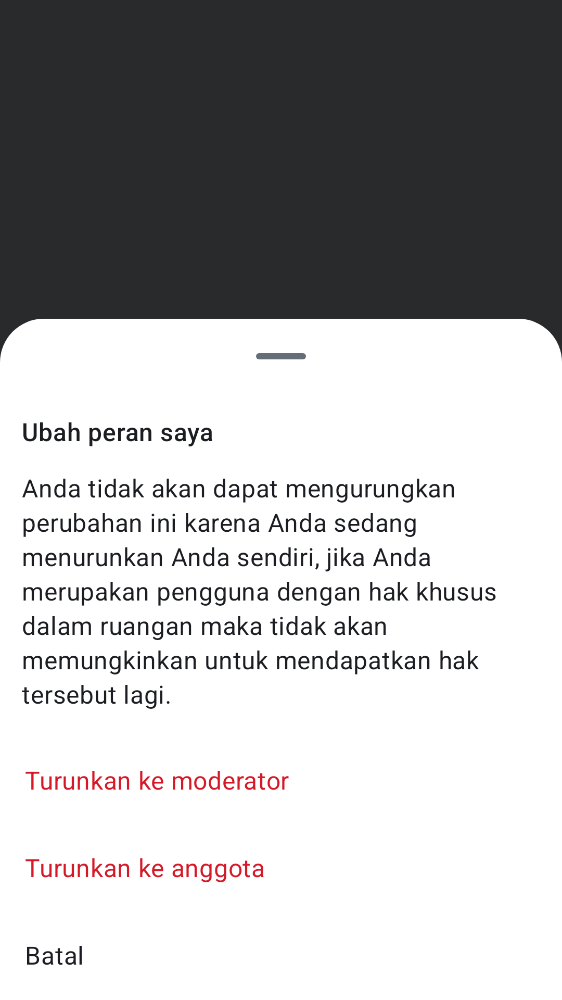 Ubah peran saya
Anda tidak akan dapat mengurungkan
perubahan ini karena Anda sedang
menurunkan Anda sendiri, jika Anda
merupakan pengguna dengan hak khusus
dalam ruangan maka tidak akan
memungkinkan untuk mendapatkan hak
tersebut lagi.
Turunkan ke moderator
Turunkan ke anggota
Batal